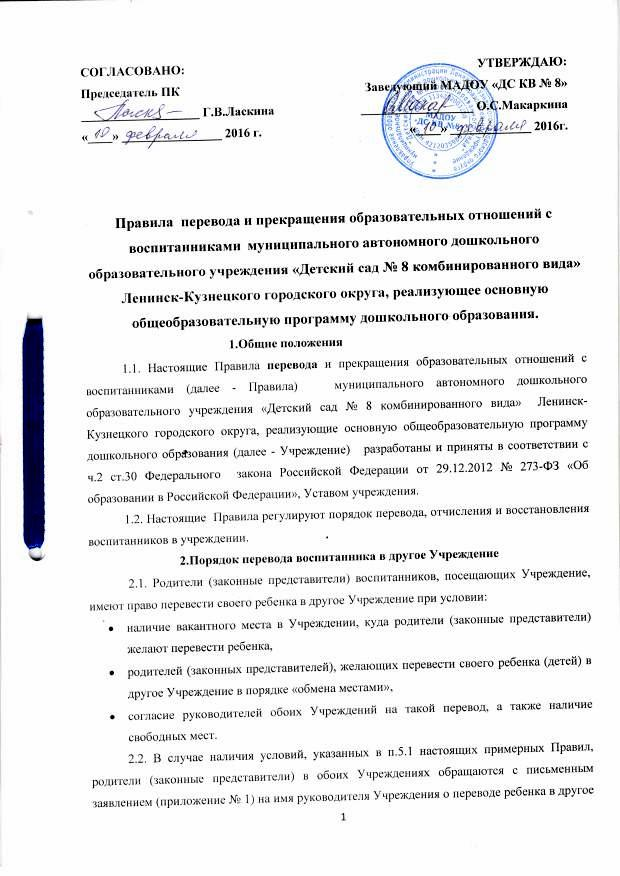 СОГЛАСОВАНО:
Председатель ПК
Г.В.Ласкина
«10» февраля 2016 г.
УТВЕРЖДАЮ:
Заведующий МАДОУ «ДС КВ № 8»
О.С.Макаркина
«10» февраля 2016г.
МАДОУ
«ДС КВ №8»
Правила перевода и прекращения образовательных отношений с
воспитанниками муниципального автономного дошкольного
образовательного учреждения «Детский сад № 8 комбинированного вида»
Ленинск-Кузнецкого городского округа, реализующее основную
общеобразовательную программу дошкольного образования.
1.Общие положения
1.1. Настоящие Правила перевода и прекращения образовательных отношений с
воспитанниками (далее - Правила) муниципального автономного дошкольного
образовательного учреждения «Детский сад № 8 комбинированного вида» Ленинск-
Кузнецкого городского округа, реализующие основную общеобразовательную программу
дошкольного образования (далее - Учреждение) разработаны и приняты в соответствии с
ч.2 ст.30 Федерального закона Российской Федерации от 29.12.2012 № 273-ФЗ «Об
образовании в Российской Федерации», Уставом учреждения.
1.2. Настоящие Правила регулируют порядок перевода, отчисления и восстановления
воспитанников в учреждении.
2.Порядок перевода воспитанника в другое Учреждение
2.1. Родители (законные представители) воспитанников, посещающих Учреждение,
имеют право перевести своего ребенка в другое Учреждение при условии:
• наличие вакантного места в Учреждении, куда родители (законные представители)
желают перевести ребенка,
• родителей (законных представителей), желающих перевести своего ребенка (детей) в
другое Учреждение в порядке «обмена местами»,
• согласие руководителей обоих Учреждений на такой перевод, а также наличие
свободных мест.
2.2. В случае наличия условий, указанных в п.5.1 настоящих примерных Правил,
родители (законные представители) в обоих Учреждениях обращаются с письменным
заявлением (приложение № 1) на имя руководителя Учреждения о переводе ребенка в другое
1